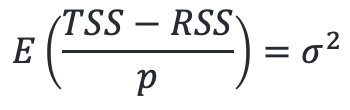 E((TSS − RSS)/p) = σ²